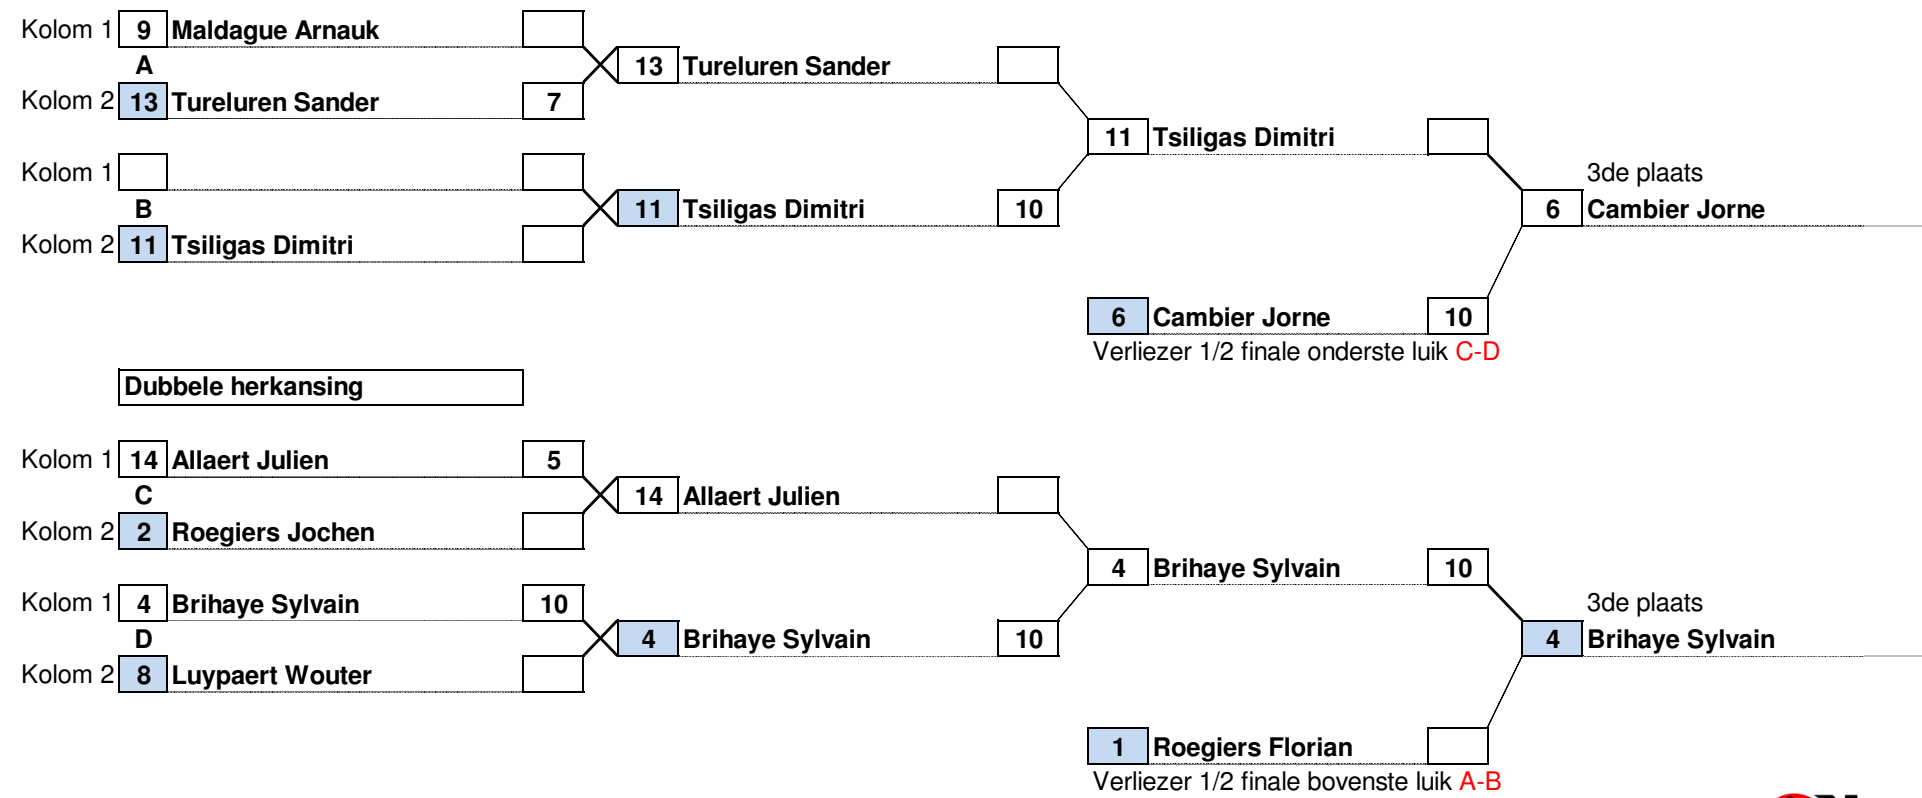 Kolom 1 9 Maldague Arnauk
A 13 Tureluren Sander
Kolom 2 13 Tureluren Sander 7
11 Tsiligas Dimitri
Kolom 1 3de plaats
B 11 Tsiligas Dimitri 10 6 Cambier Jorne
Kolom 2 11 Tsiligas Dimitri
6 Cambier Jorne 10
Verliezer 1/2 finale onderste luik C-D
Dubbele herkansing
Kolom 1 14 Allaert Julien 5
C 14 Allaert Julien
Kolom 2 2 Roegiers Jochen
4 Brihaye Sylvain 10
Kolom 1 4 Brihaye Sylvain 10 3de plaats
D 4 Brihaye Sylvain 10 4 Brihaye Sylvain
Kolom 2 8 Luypaert Wouter
1 Roegiers Florian
Verliezer 1/2 finale bovenste luik A-B